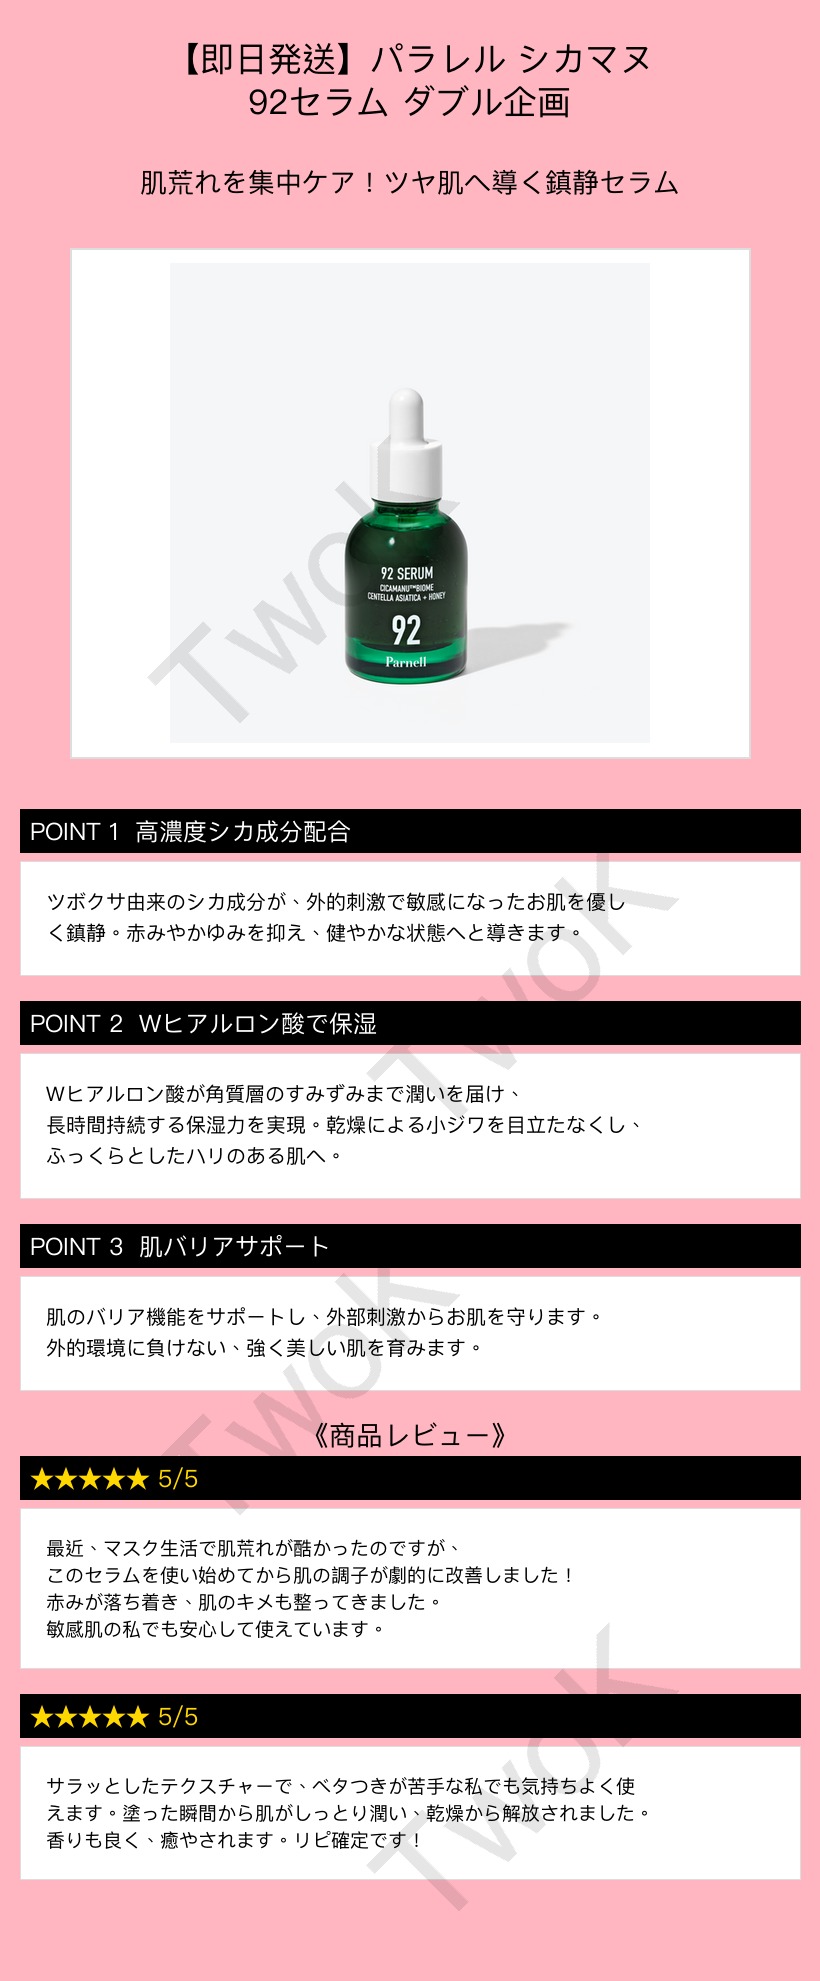 【即日発送】パラレル シカマヌ
92セラム ダブル企画
肌荒れを集中ケア！ツヤ肌へ導く鎮静セラム
92 SERUM
CICAMANU™BIOME
CENTELLA ASIATICA + HONEY
92
Parnell
TwoK
POINT 1 高濃度シカ成分配合
ツボクサ由来のシカ成分が、外的刺激で敏感になったお肌を優し
く鎮静。赤みやかゆみを抑え、健やかな状態へと導きます。
TwoK
POINT 2 Wヒアルロン酸で保湿
Wヒアルロン酸が角質層のすみずみまで潤いを届け、
長時間持続する保湿力を実現。乾燥による小ジワを目立たなくし、
ふっくらとしたハリのある肌へ。
POINT 3 肌バリアサポート
肌のバリア機能をサポートし、外部刺激からお肌を守ります。
外的環境に負けない、強く美しい肌を育みます。
TwoK
《商品レビュー》
★★★★★ 5/5
最近、マスク生活で肌荒れが酷かったのですが、
このセラムを使い始めてから肌の調子が劇的に改善しました！
赤みが落ち着き、肌のキメも整ってきました。
敏感肌の私でも安心して使えています。
★★★★★ 5/5
サラッとしたテクスチャーで、ベタつきが苦手な私でも気持ちよく使
えます。塗った瞬間から肌がしっとり潤い、乾燥から解放されました。
香りも良く、癒やされます。リピ確定です！
TwoK